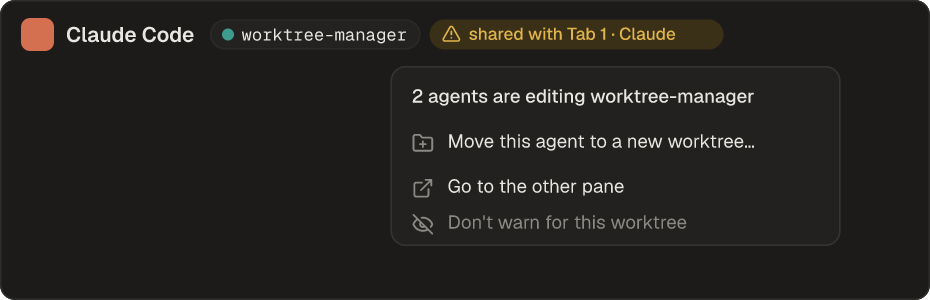 Claude Code worktree-manager shared with Tab 1 · Claude
2 agents are editing worktree-manager
Move this agent to a new worktree…
Go to the other pane
Don't warn for this worktree